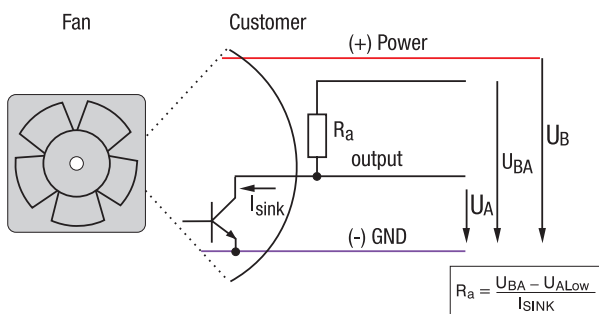 Fan
Customer
(+) Power
Ra
output
Isink
UA
UBA
UB
(-) GND
Ra = UBA – UALow / ISINK